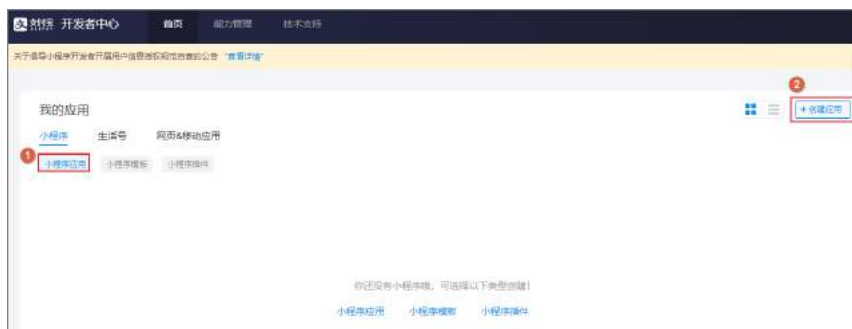 开发者中心 首页 能力管理 技术支持
关于倡导小程序开发者开展用户信息授权规范自查的公告 "查看详情"
2
我的应用 +创建应用
小程序 生活号 网页&移动应用
1
小程序应用 小程序模板 小程序插件
你还没有小程序哦，可选择以下类型创建！
小程序应用 小程序模板 小程序插件